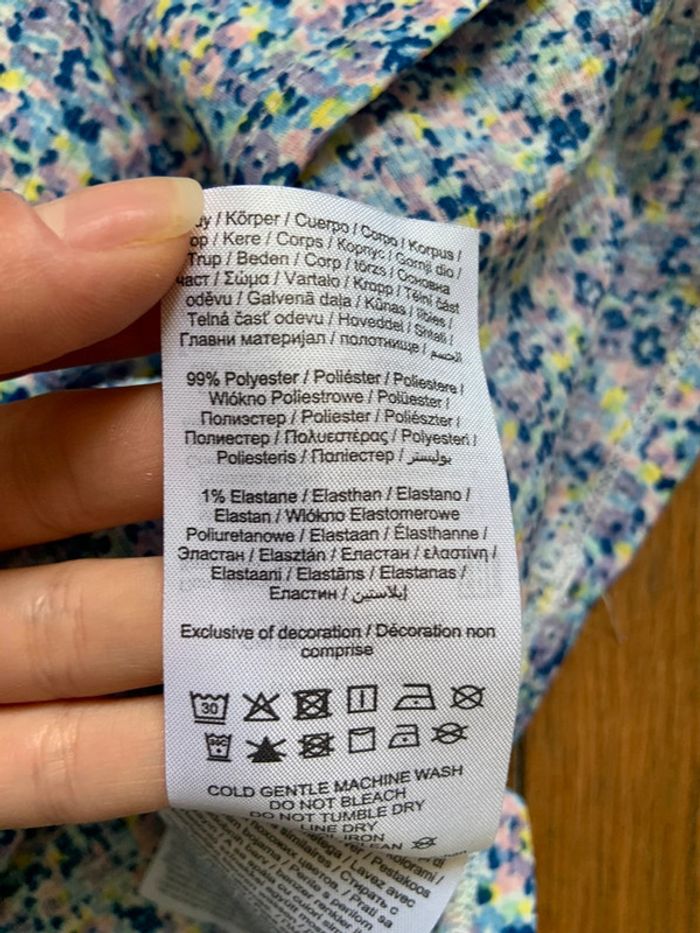 / Körper / Cuerpo / Corpo / Korpus /
/ Kere / Corps / Корпус / Gornji dio /
Trup / Beden / Corp / törzs / Основна
част / Σώμα / Vartalo / Kropp / Tělní část
oděvu / Galvenā daļa / Kūnas / Ibies /
Telná časť odevu / Hoveddel / Shtati /
Главни материјал / полотнище / الجسم
99% Polyester / Poliéster / Poliestere /
Włókno Poliestrowe / Polüester /
Полиэстер / Poliester / Poliészter /
Полиестер / Πολυεστέρας / Polyesteri /
Poliesteris / Поліестер / بوليستر
1% Elastane / Elasthan / Elastano /
Elastan / Włókno Elastomerowe
Poliuretanowe / Elastaan / Élasthanne /
Эластан / Elasztán / Еластан / ελαστίνη /
Elastaani / Elastāns / Elastanas /
Еластин / إيلاستين
Exclusive of decoration / Décoration non
comprise
30
COLD GENTLE MACHINE WASH
DO NOT BLEACH
DO NOT TUMBLE DRY
LINE DRY
IRON